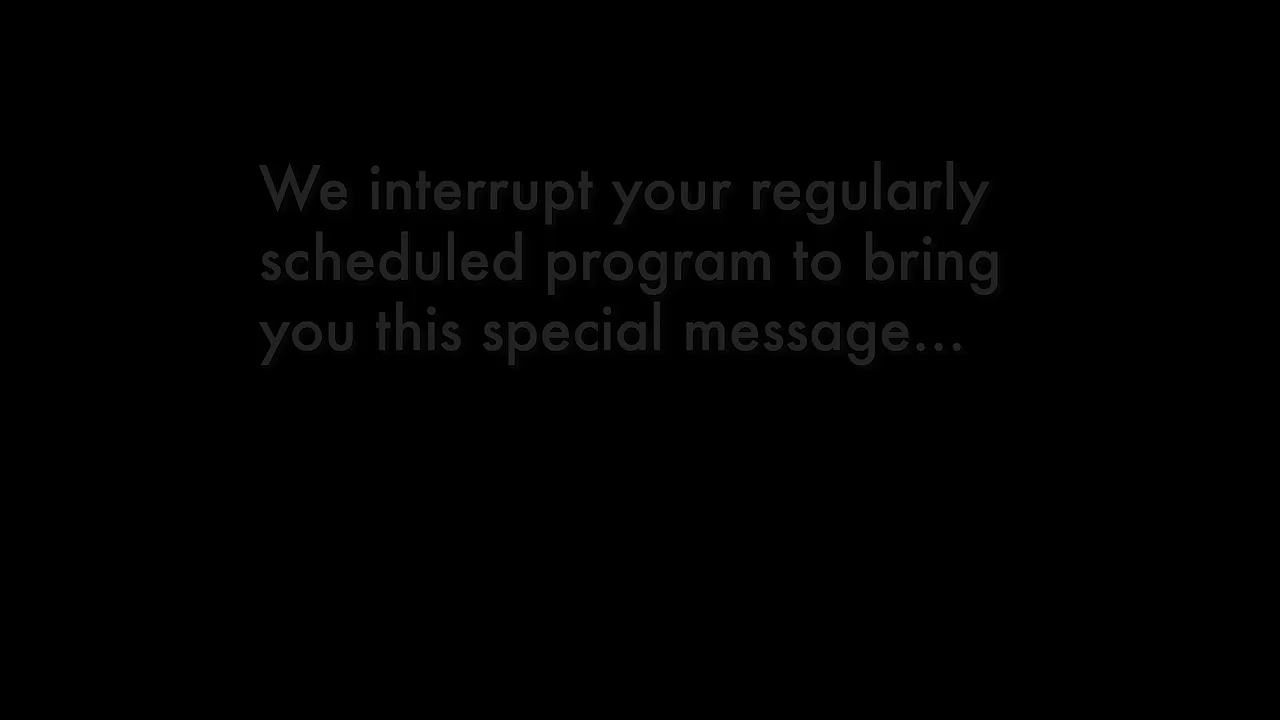 We interrupt your regularly
scheduled program to bring
you this special message...